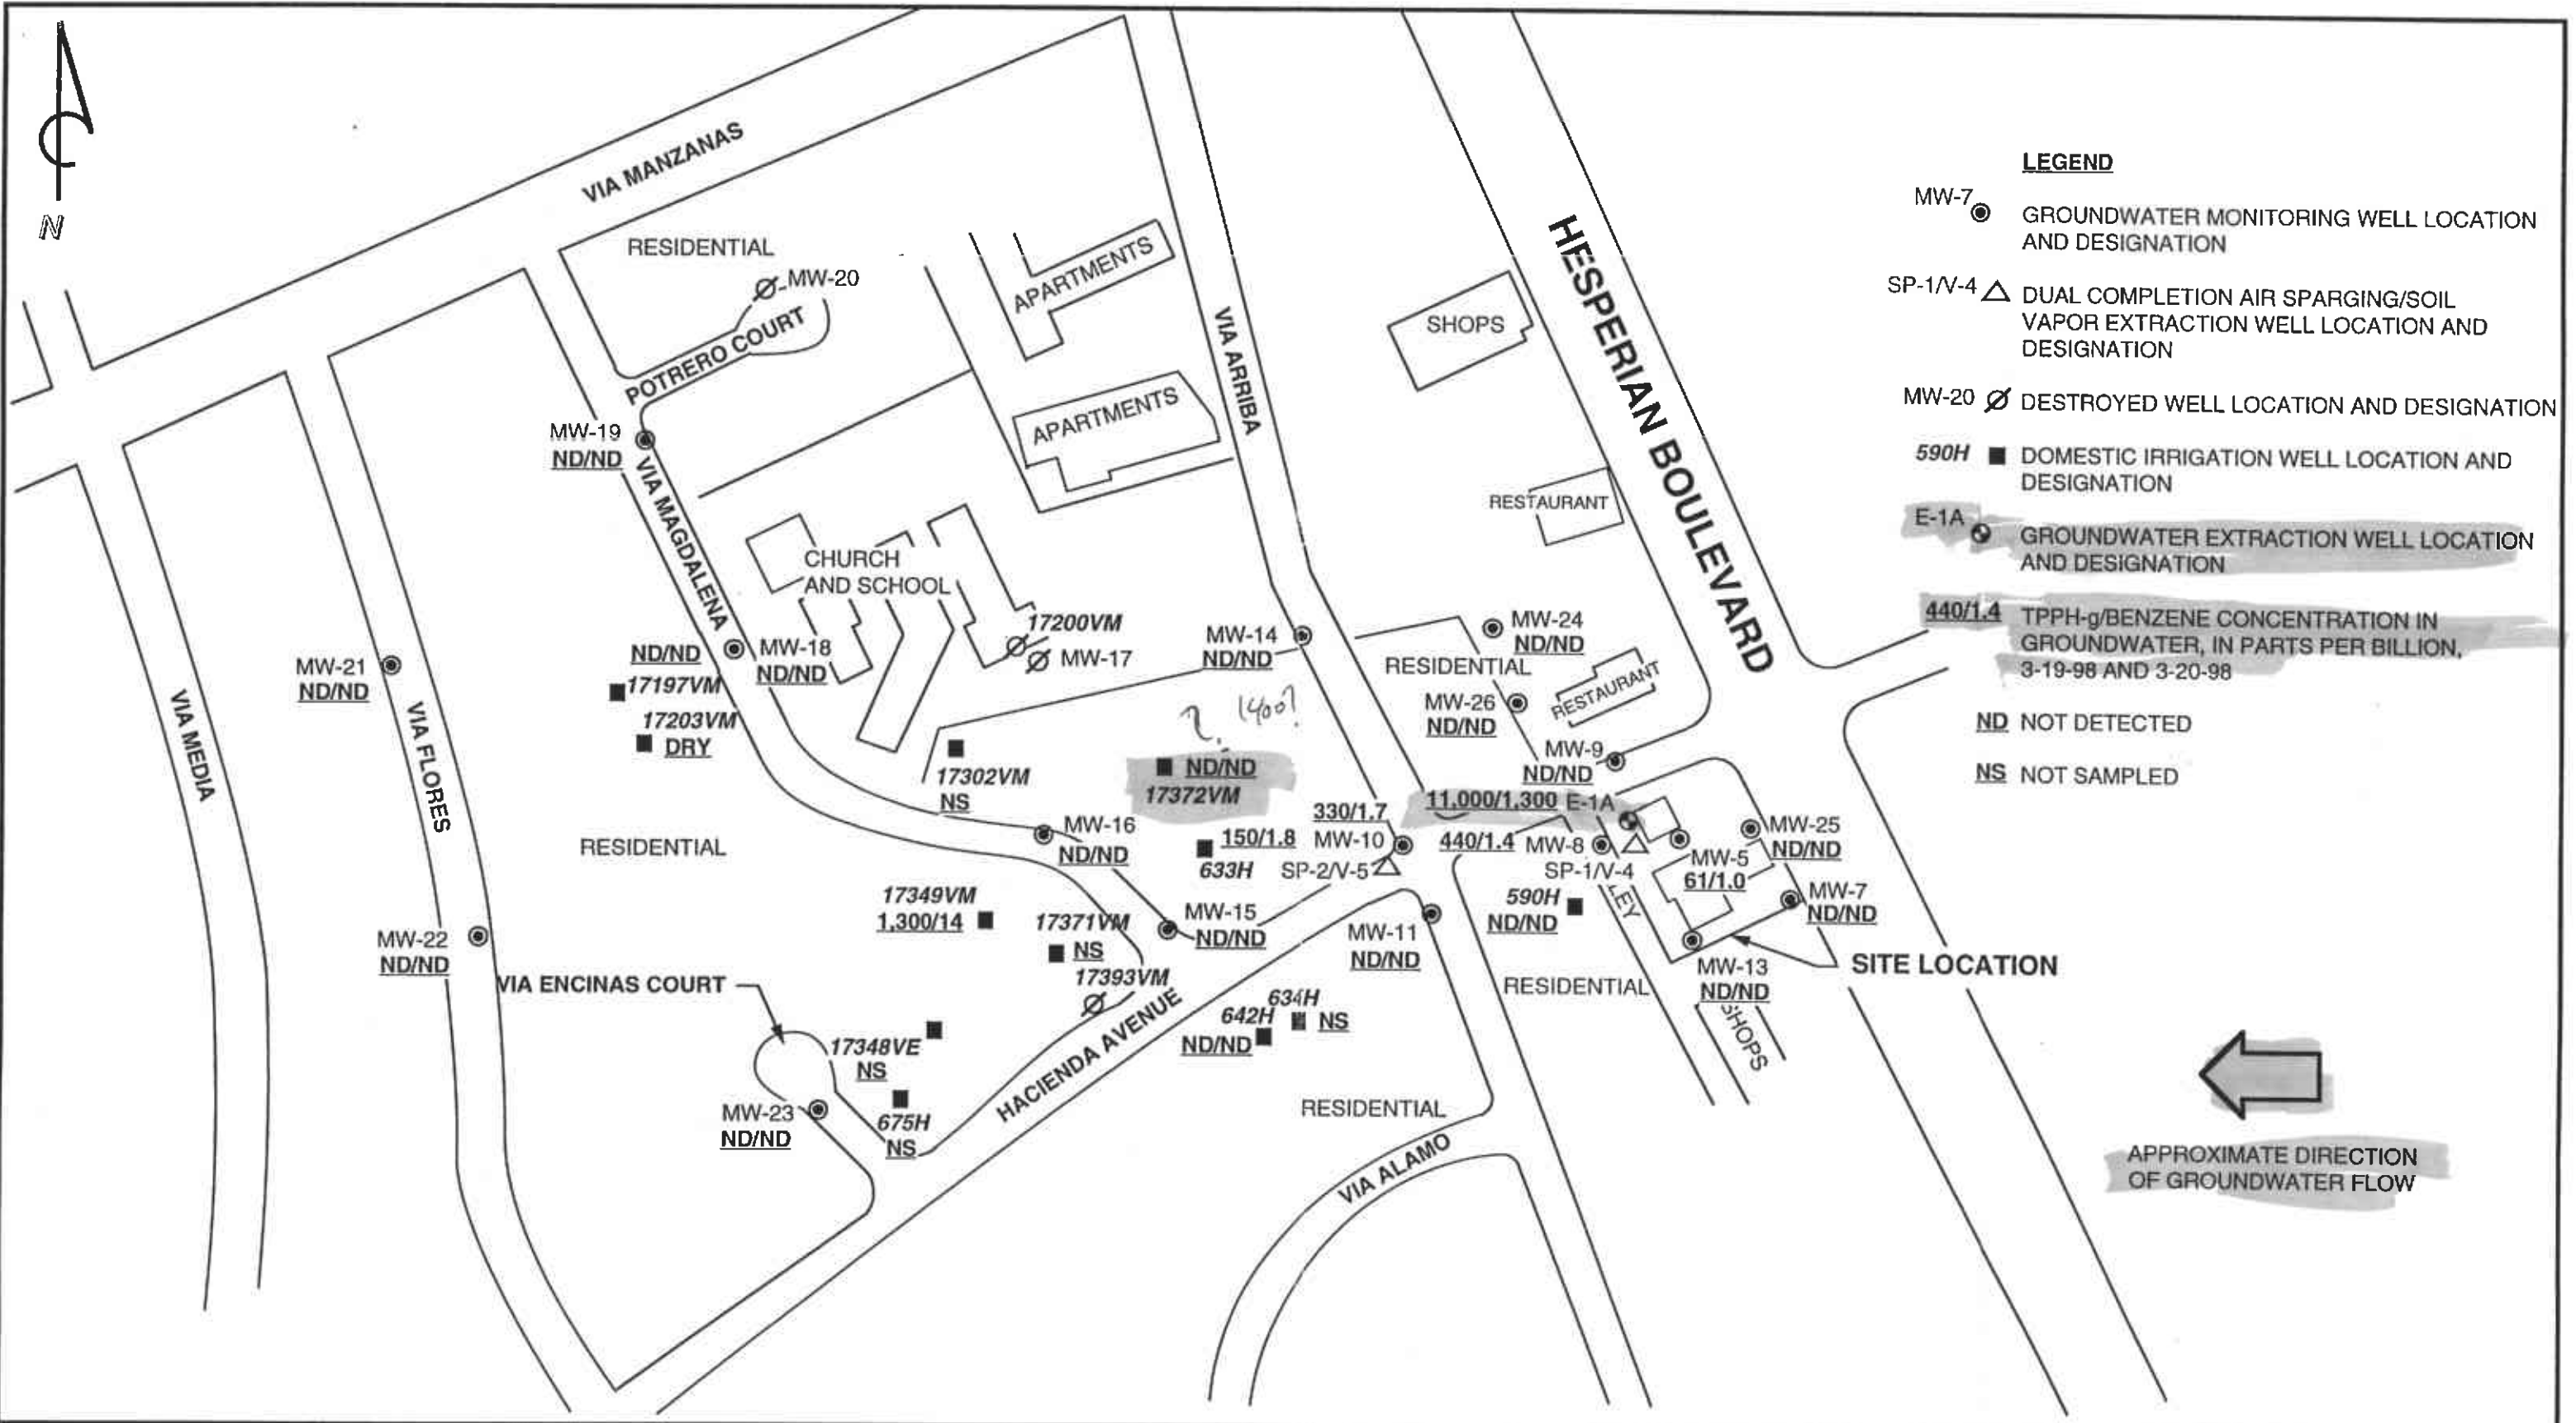 N
VIA MANZANAS
RESIDENTIAL
MW-20
POTRERO COURT
APARTMENTS
APARTMENTS
VIA ARRIBA
SHOPS
HESPERIAN BOULEVARD
RESTAURANT
MW-19
ND/ND
VIA MAGDALENA
CHURCH
AND SCHOOL
17200VM
MW-17
MW-14
ND/ND
MW-24
ND/ND
RESIDENTIAL
RESTAURANT
MW-26
ND/ND
MW-9
ND/ND
MW-21
ND/ND
VIA MEDIA
VIA FLORES
ND/ND
17197VM
MW-18
ND/ND
17203VM
DRY
17302VM
NS
? 1400?
ND/ND
17372VM
RESIDENTIAL
MW-16
ND/ND
150/1.8
633H
330/1.7
MW-10
SP-2/V-5
11,000/1,300 E-1A
440/1.4 MW-8
SP-1/V-4
LEY
MW-5
61/1.0
MW-25
ND/ND
MW-7
ND/ND
590H
ND/ND
17349VM
1,300/14
17371VM
NS
MW-15
ND/ND
MW-11
ND/ND
MW-22
ND/ND
17393VM
VIA ENCINAS COURT
17348VE
NS
675H
NS
MW-23
ND/ND
HACIENDA AVENUE
642H
ND/ND
634H
NS
RESIDENTIAL
MW-13
ND/ND
SHOPS
SITE LOCATION
RESIDENTIAL
VIA ALAMO
LEGEND
MW-7 GROUNDWATER MONITORING WELL LOCATION
AND DESIGNATION
SP-1/V-4 DUAL COMPLETION AIR SPARGING/SOIL
VAPOR EXTRACTION WELL LOCATION AND
DESIGNATION
MW-20 DESTROYED WELL LOCATION AND DESIGNATION
590H DOMESTIC IRRIGATION WELL LOCATION AND
DESIGNATION
E-1A GROUNDWATER EXTRACTION WELL LOCATION
AND DESIGNATION
440/1.4 TPPH-g/BENZENE CONCENTRATION IN
GROUNDWATER, IN PARTS PER BILLION,
3-19-98 AND 3-20-98
ND NOT DETECTED
NS NOT SAMPLED
APPROXIMATE DIRECTION
OF GROUNDWATER FLOW